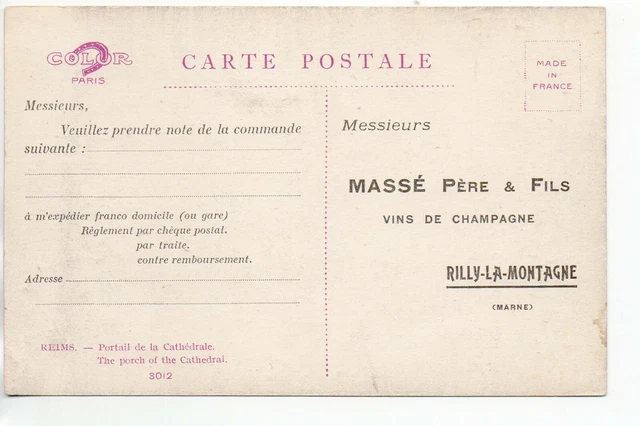 COLOR
PARIS
CARTE POSTALE
MADE
IN
FRANCE
Messieurs,
Veuillez prendre note de la commande
suivante :
à m'expédier franco domicile (ou gare)
Règlement par chèque postal.
par traite.
contre remboursement.
Adresse
REIMS. — Portail de la Cathédrale.
The porch of the Cathedral.
3012
Messieurs
MASSÉ PÈRE & FILS
VINS DE CHAMPAGNE
RILLY-LA-MONTAGNE
(MARNE)